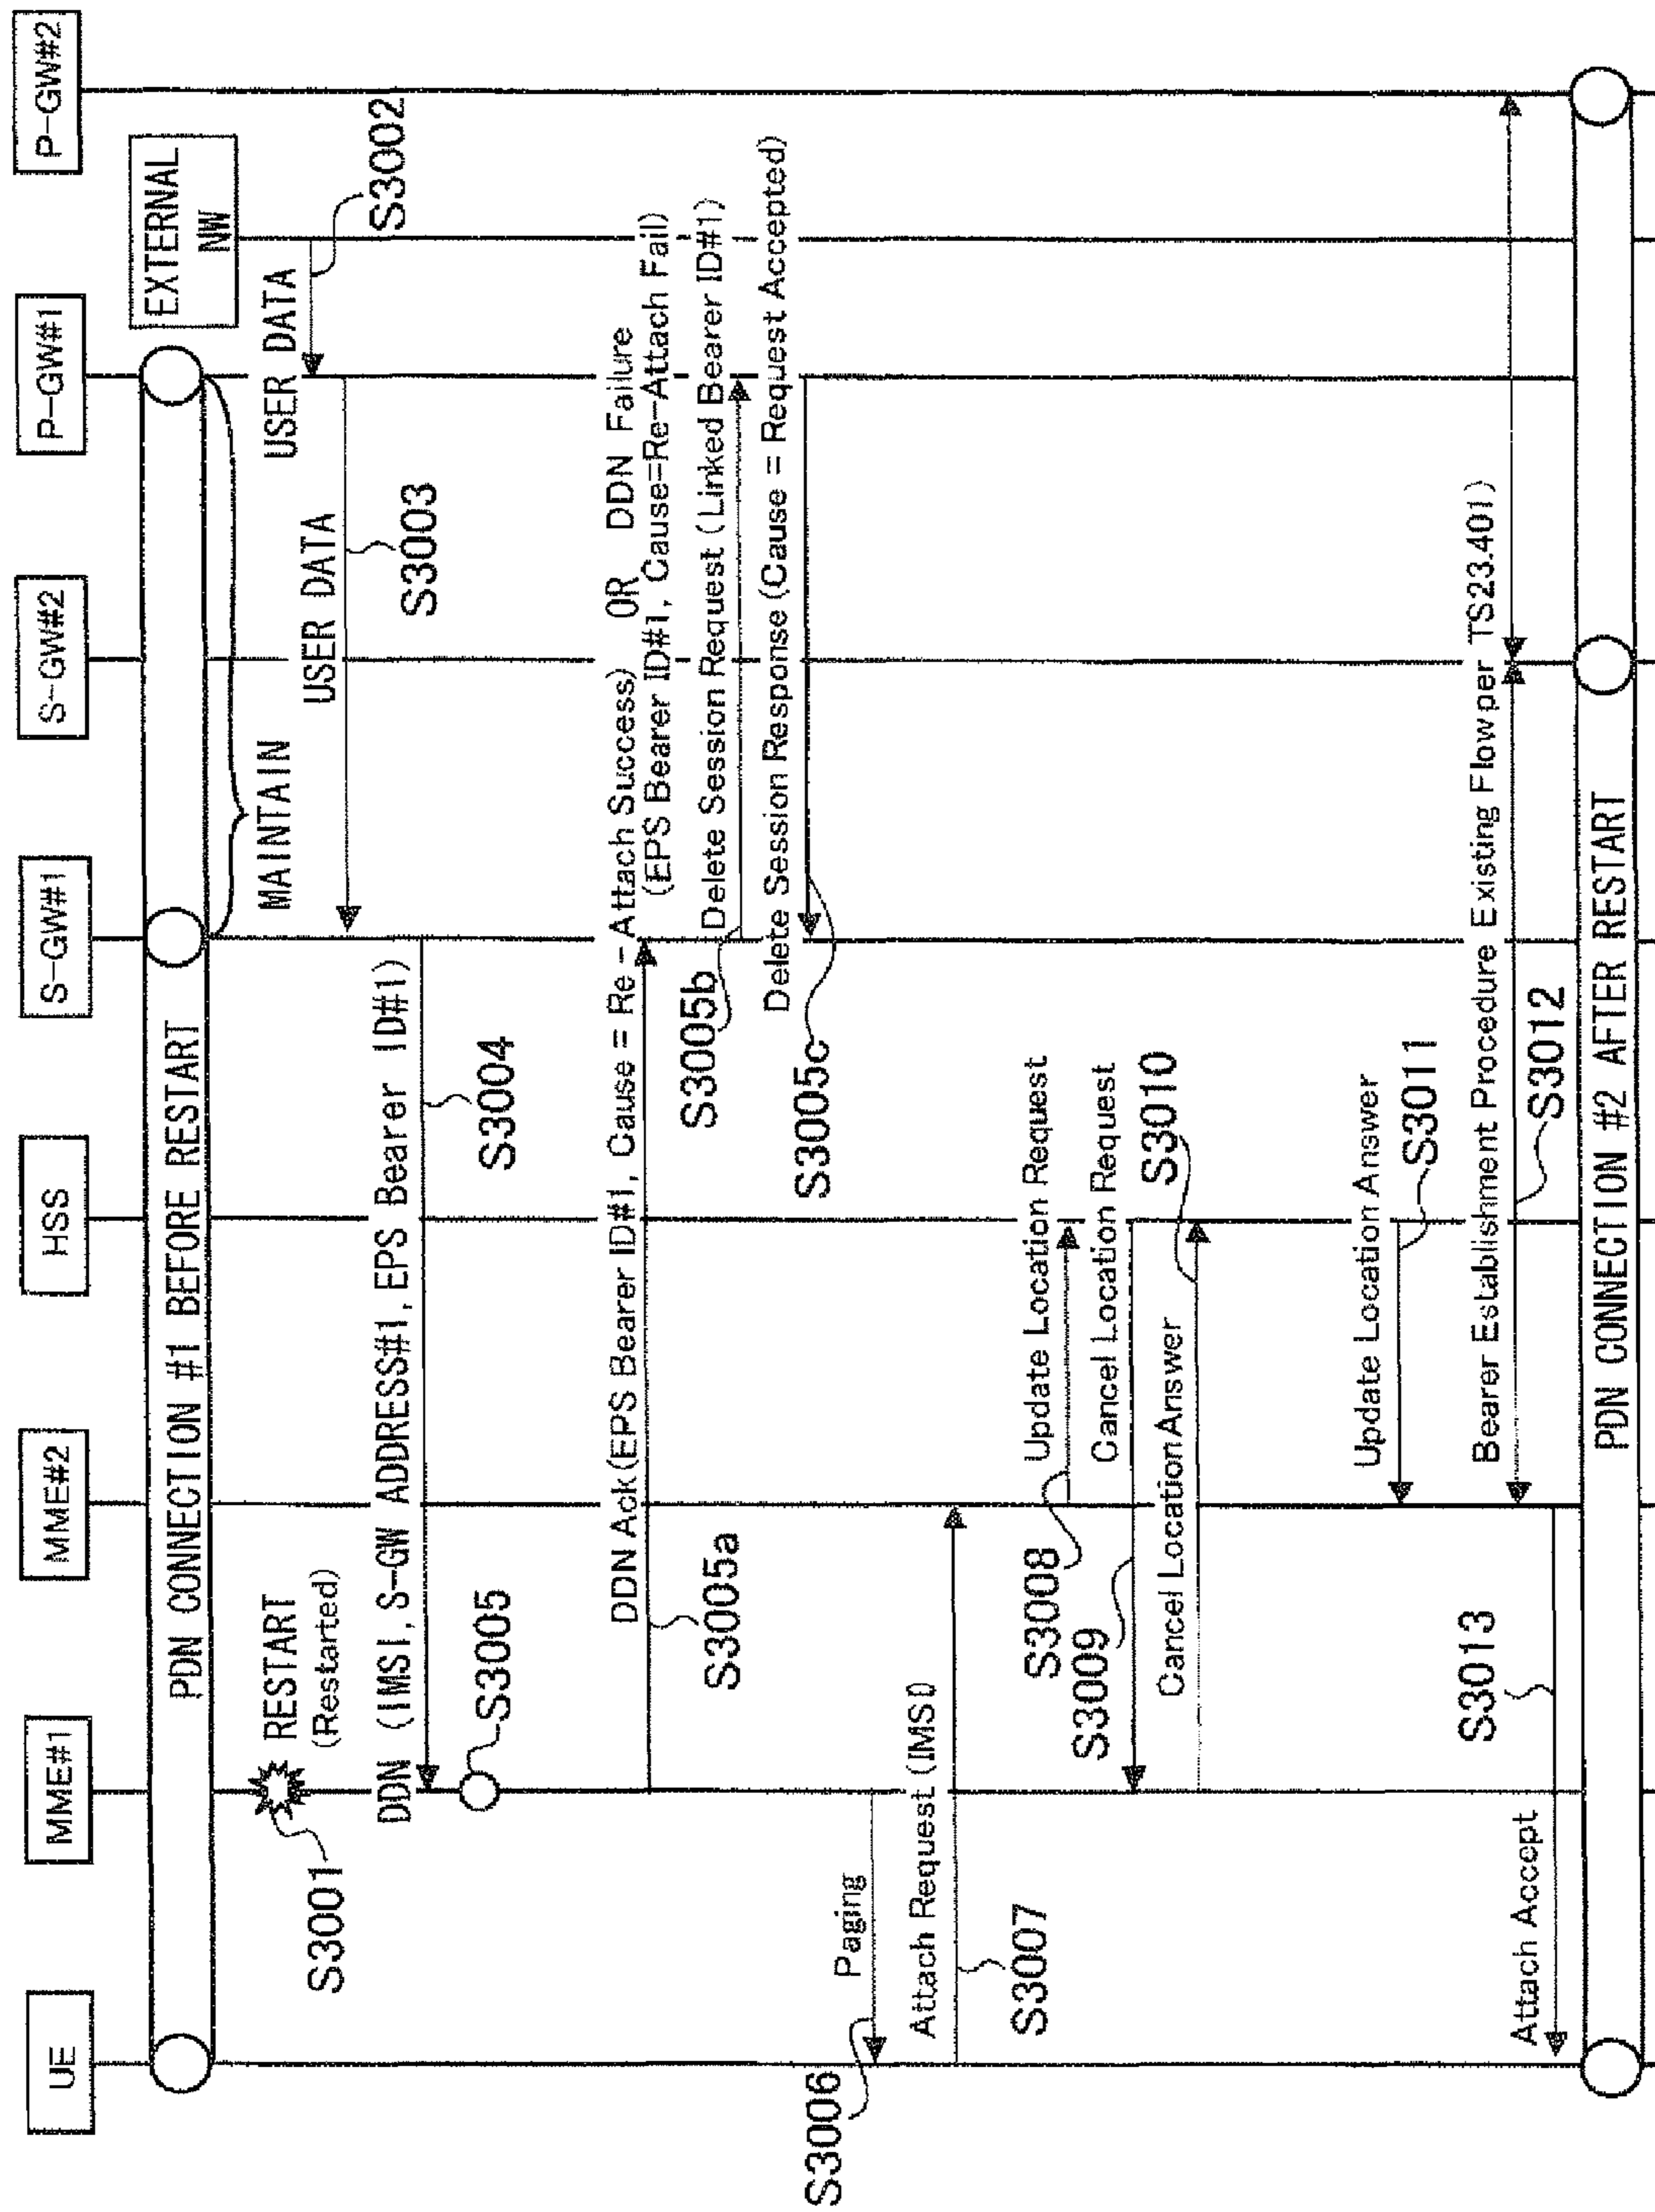 UE
MME#1
MME#2
HSS
S-GW#1
S-GW#2
P-GW#1
P-GW#2
EXTERNAL
NW
PDN CONNECTION #1 BEFORE RESTART
MAINTAIN
S3001
RESTART
(Restarted)
USER DATA
S3002
USER DATA
S3003
DDN (IMSI, S-GW ADDRESS#1, EPS Bearer ID#1)
S3004
S3005
DDN Ack(EPS Bearer ID#1, Cause = Re - Attach Success) OR DDN Failure
(EPS Bearer ID#1, Cause=Re-Attach Fail)
S3005a
Delete Session Request (Linked Bearer ID#1)
S3005b
Delete Session Response (Cause = Request Accepted)
S3005c
Paging
S3006
Attach Request (IMSI)
S3007
Update Location Request
S3008
Cancel Location Request
S3009
Cancel Location Answer
S3010
Update Location Answer
S3011
Bearer Establishment Procedure Existing Flow per TS23.401)
S3012
S3013
Attach Accept
PDN CONNECTION #2 AFTER RESTART